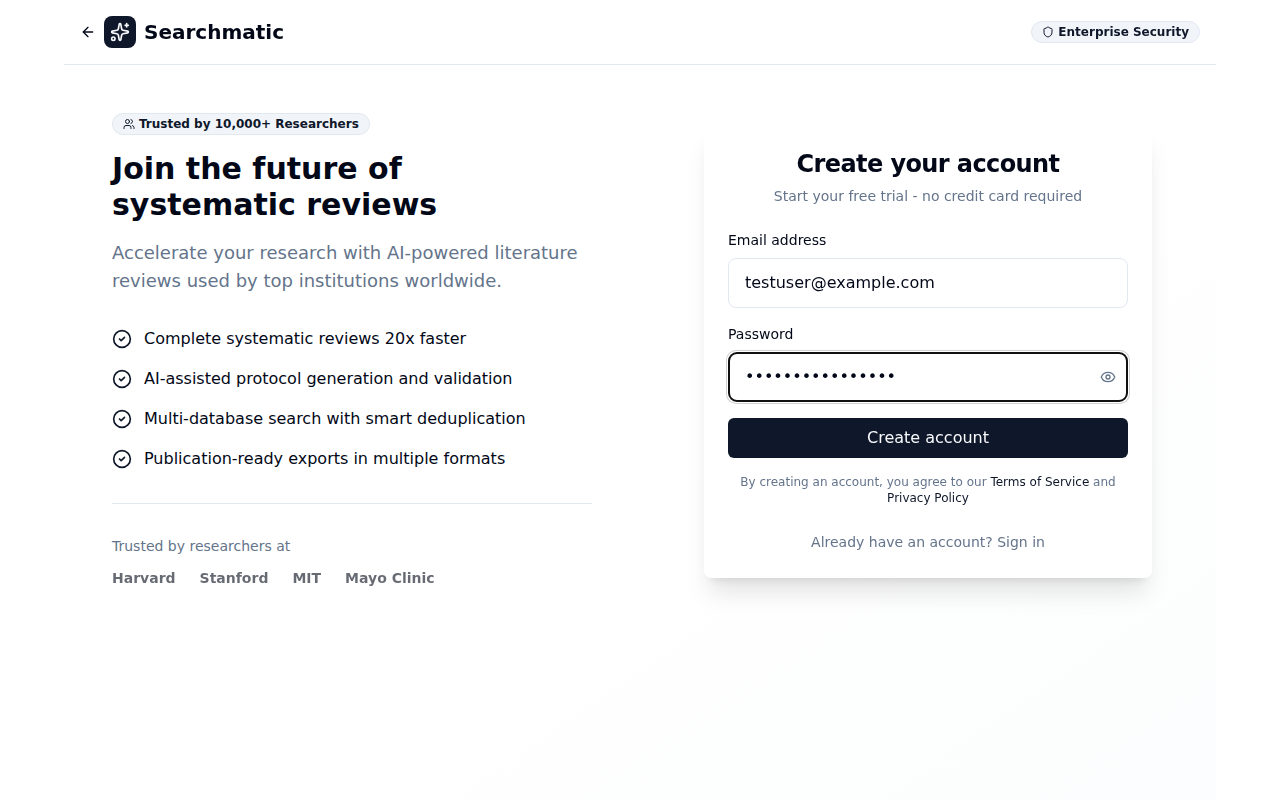 Searchmatic
Enterprise Security
Trusted by 10,000+ Researchers
Join the future of
systematic reviews
Accelerate your research with AI-powered literature
reviews used by top institutions worldwide.
Complete systematic reviews 20x faster
AI-assisted protocol generation and validation
Multi-database search with smart deduplication
Publication-ready exports in multiple formats
Trusted by researchers at
Harvard Stanford MIT Mayo Clinic
Create your account
Start your free trial - no credit card required
Email address
testuser@example.com
Password
••••••••••••••••
Create account
By creating an account, you agree to our Terms of Service and
Privacy Policy
Already have an account? Sign in